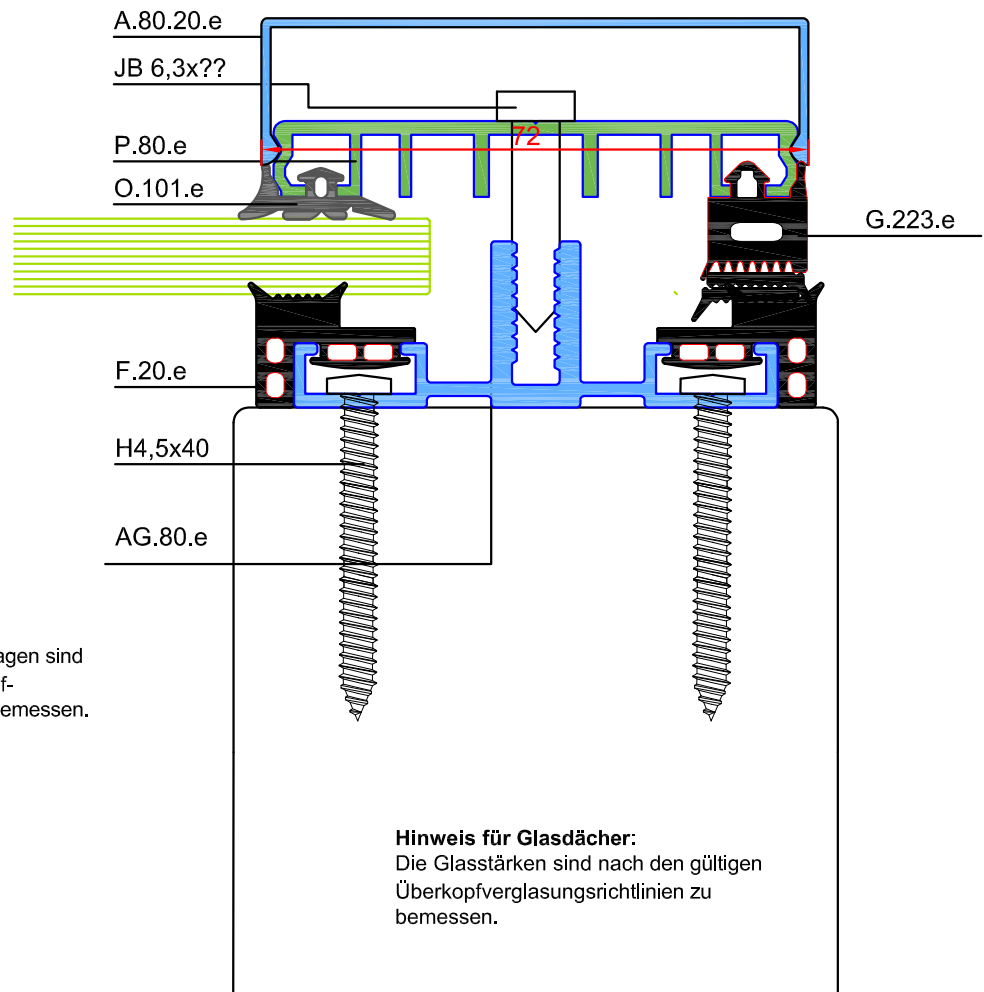 A.80.20.e
JB 6,3x??
P.80.e
72
O.101.e
G.223.e
F.20.e
H4,5x40
AG.80.e
agen sind
f-
emessen.
Hinweis für Glasdächer:
Die Glasstärken sind nach den gültigen
Überkopfverglasungsrichtlinien zu
bemessen.